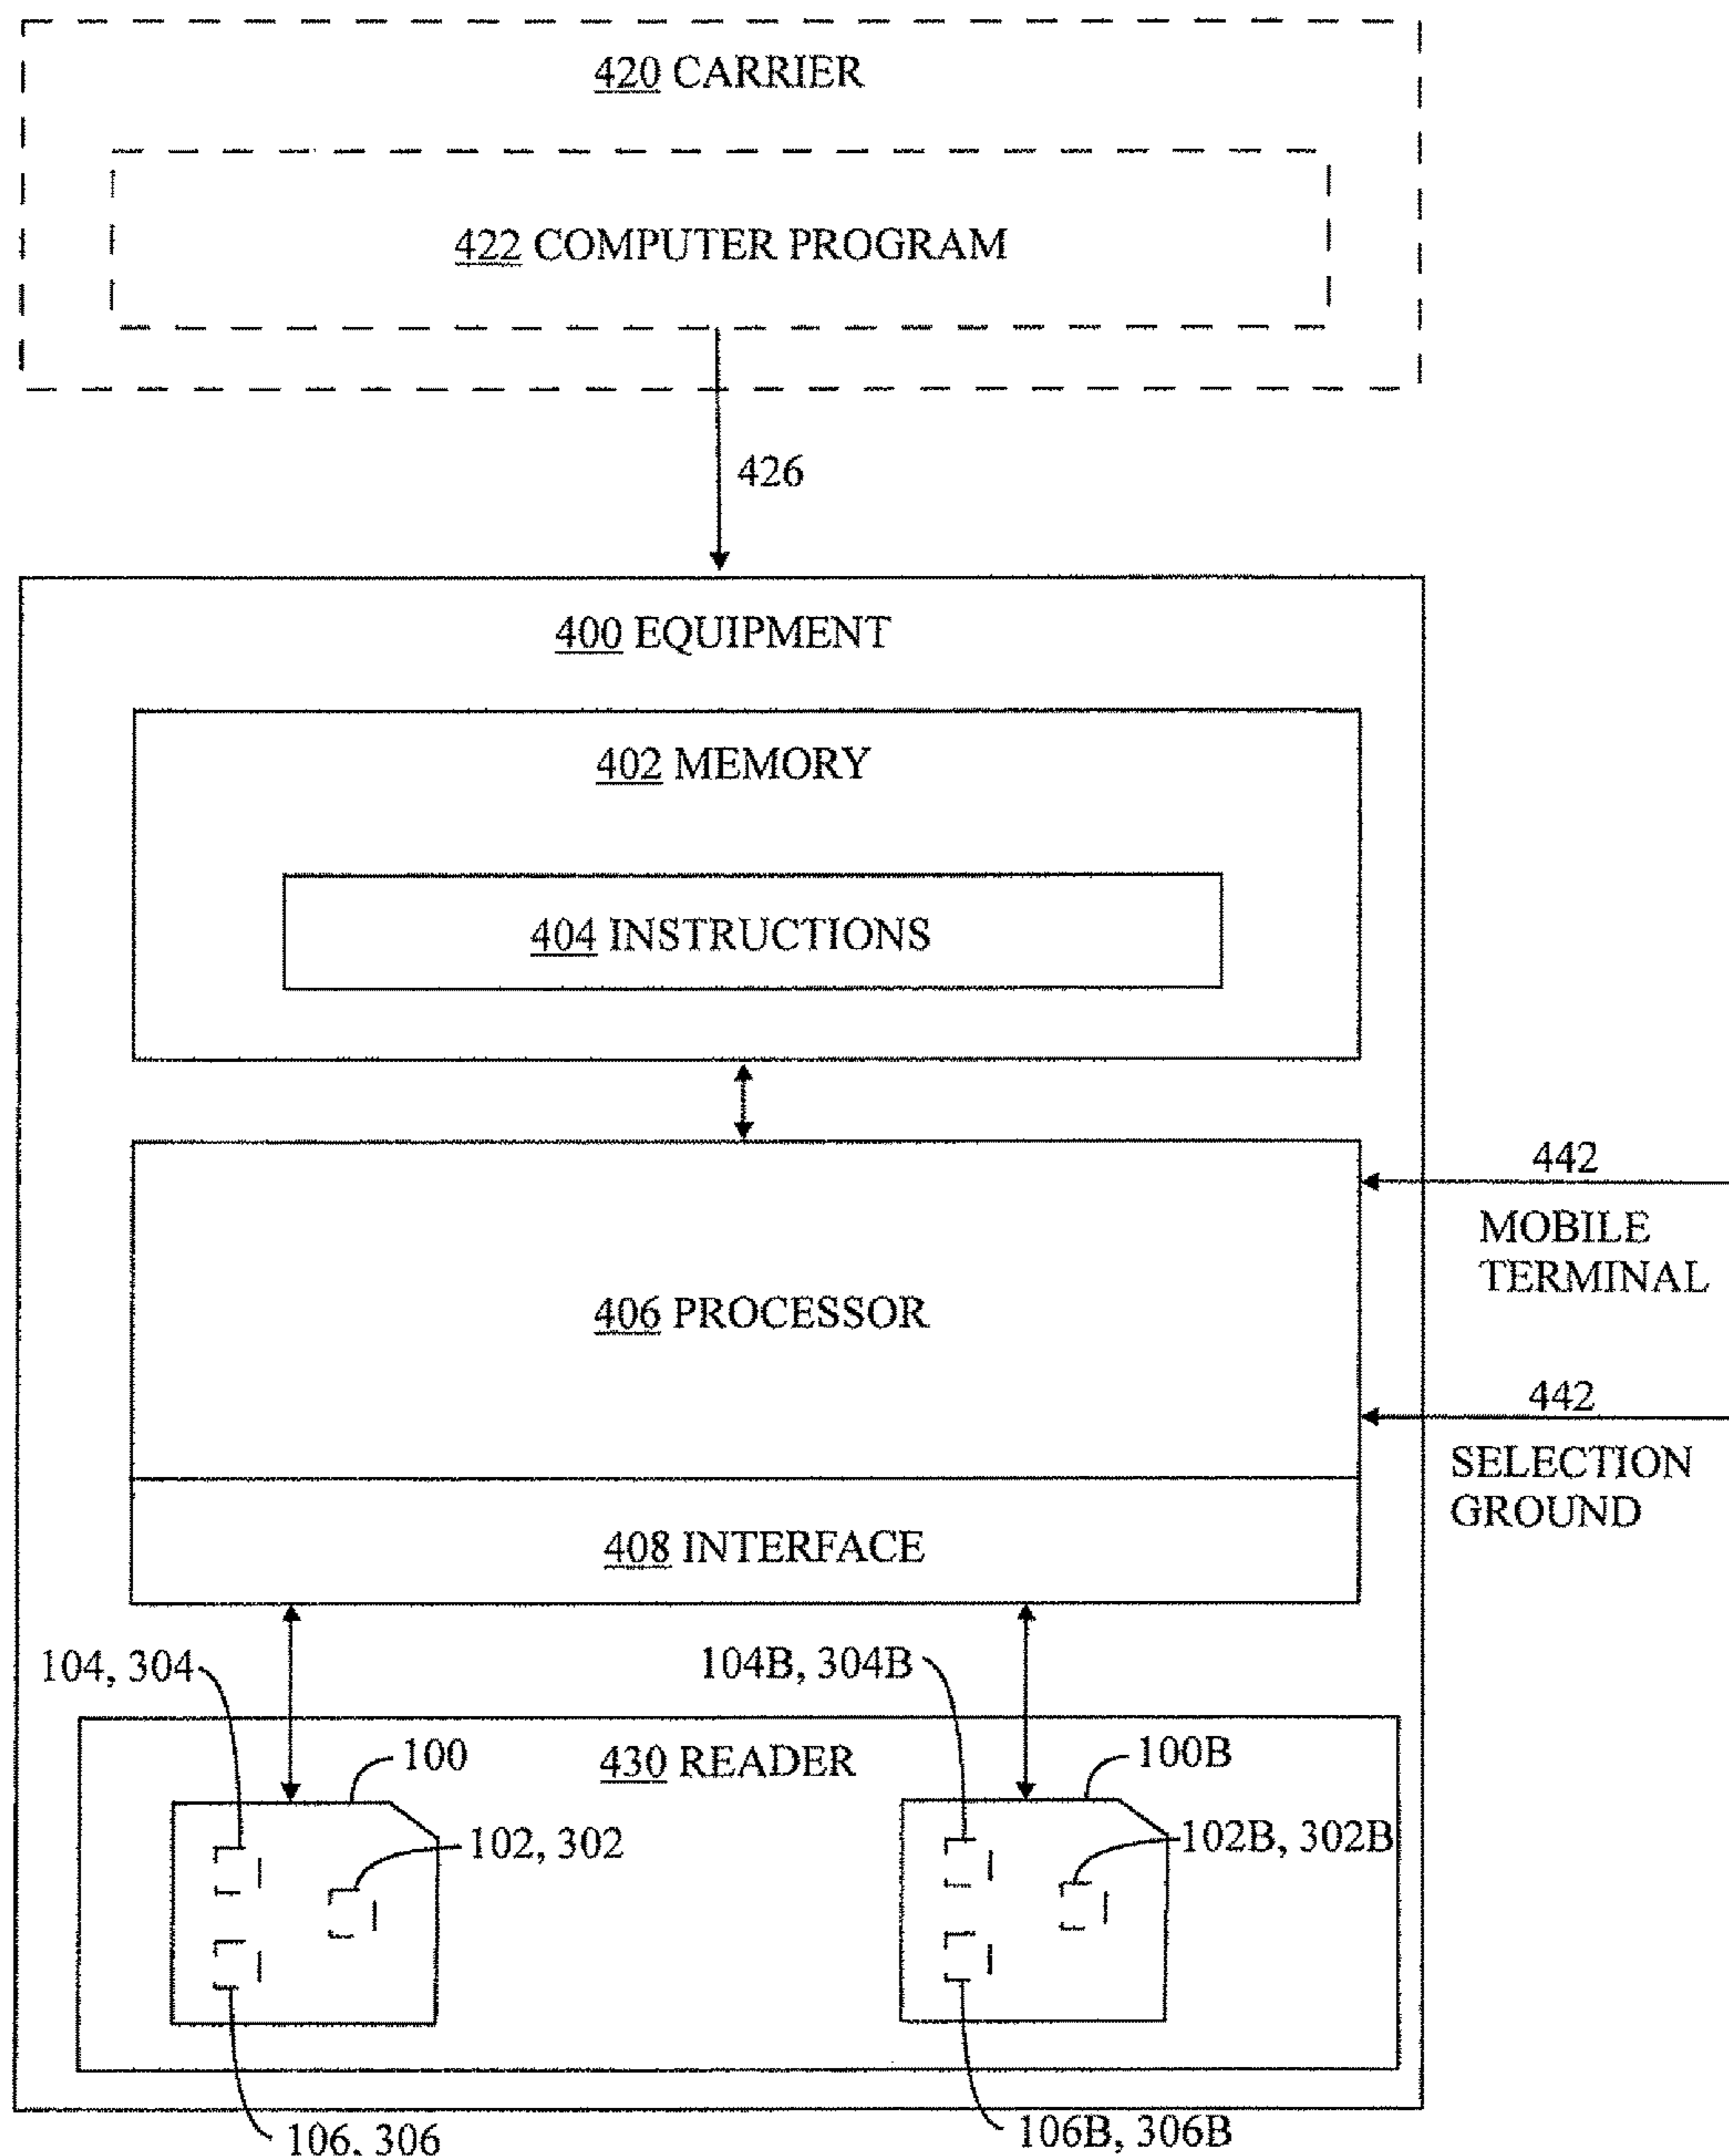 420 CARRIER
422 COMPUTER PROGRAM
426
400 EQUIPMENT
402 MEMORY
404 INSTRUCTIONS
442
MOBILE
TERMINAL
406 PROCESSOR
442
SELECTION
GROUND
408 INTERFACE
104, 304
104B, 304B
430 READER
100
100B
102, 302
102B, 302B
106, 306
106B, 306B